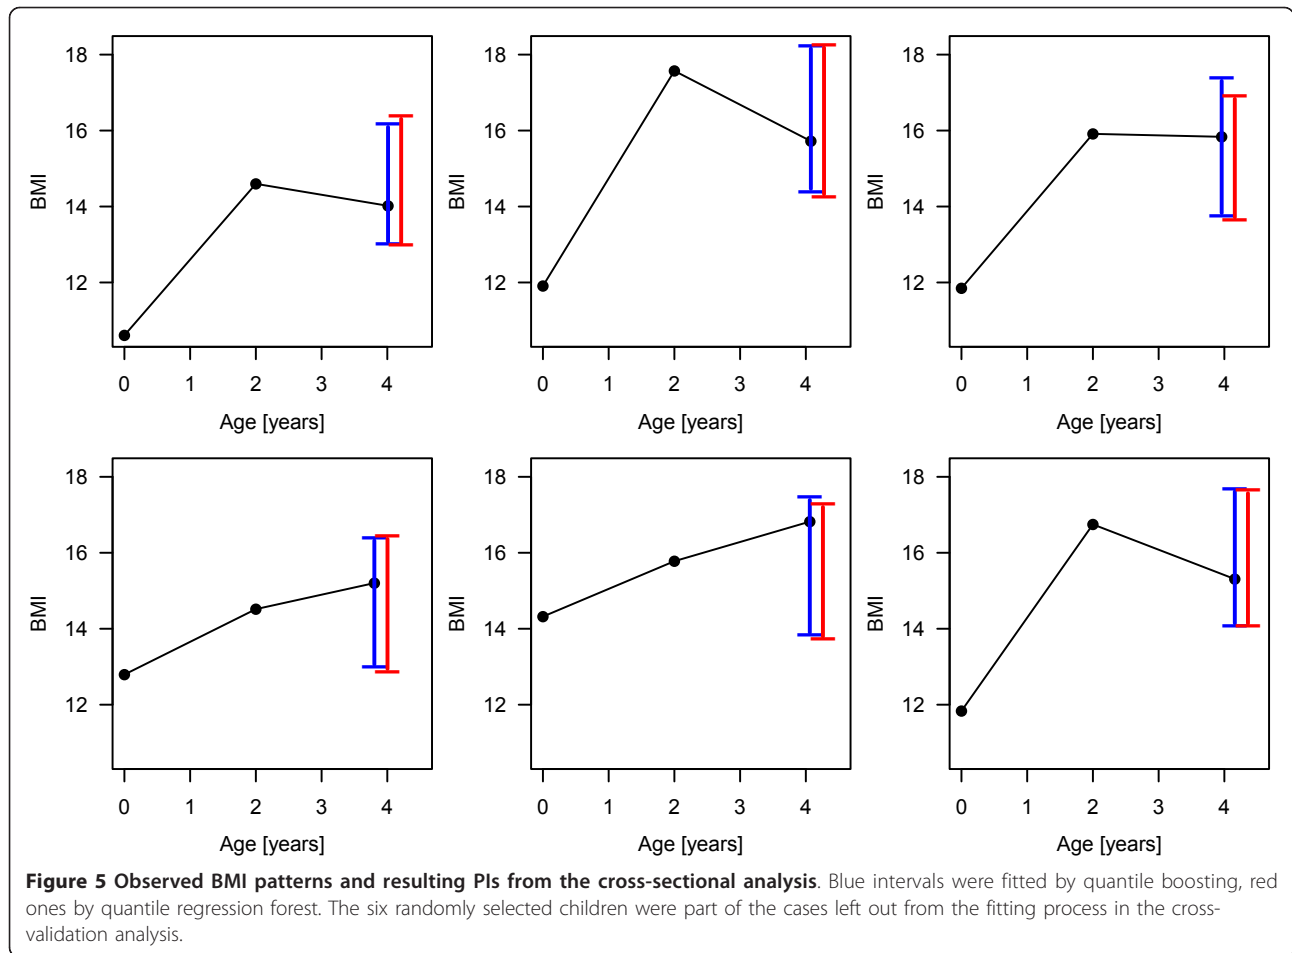 18
16
14
12
BMI
0 1 2 3 4
Age [years]
18
16
14
12
BMI
0 1 2 3 4
Age [years]
18
16
14
12
BMI
0 1 2 3 4
Age [years]
18
16
14
12
BMI
0 1 2 3 4
Age [years]
18
16
14
12
BMI
0 1 2 3 4
Age [years]
18
16
14
12
BMI
0 1 2 3 4
Age [years]
Figure 5 Observed BMI patterns and resulting PIs from the cross-sectional analysis. Blue intervals were fitted by quantile boosting, red
ones by quantile regression forest. The six randomly selected children were part of the cases left out from the fitting process in the cross-
validation analysis.